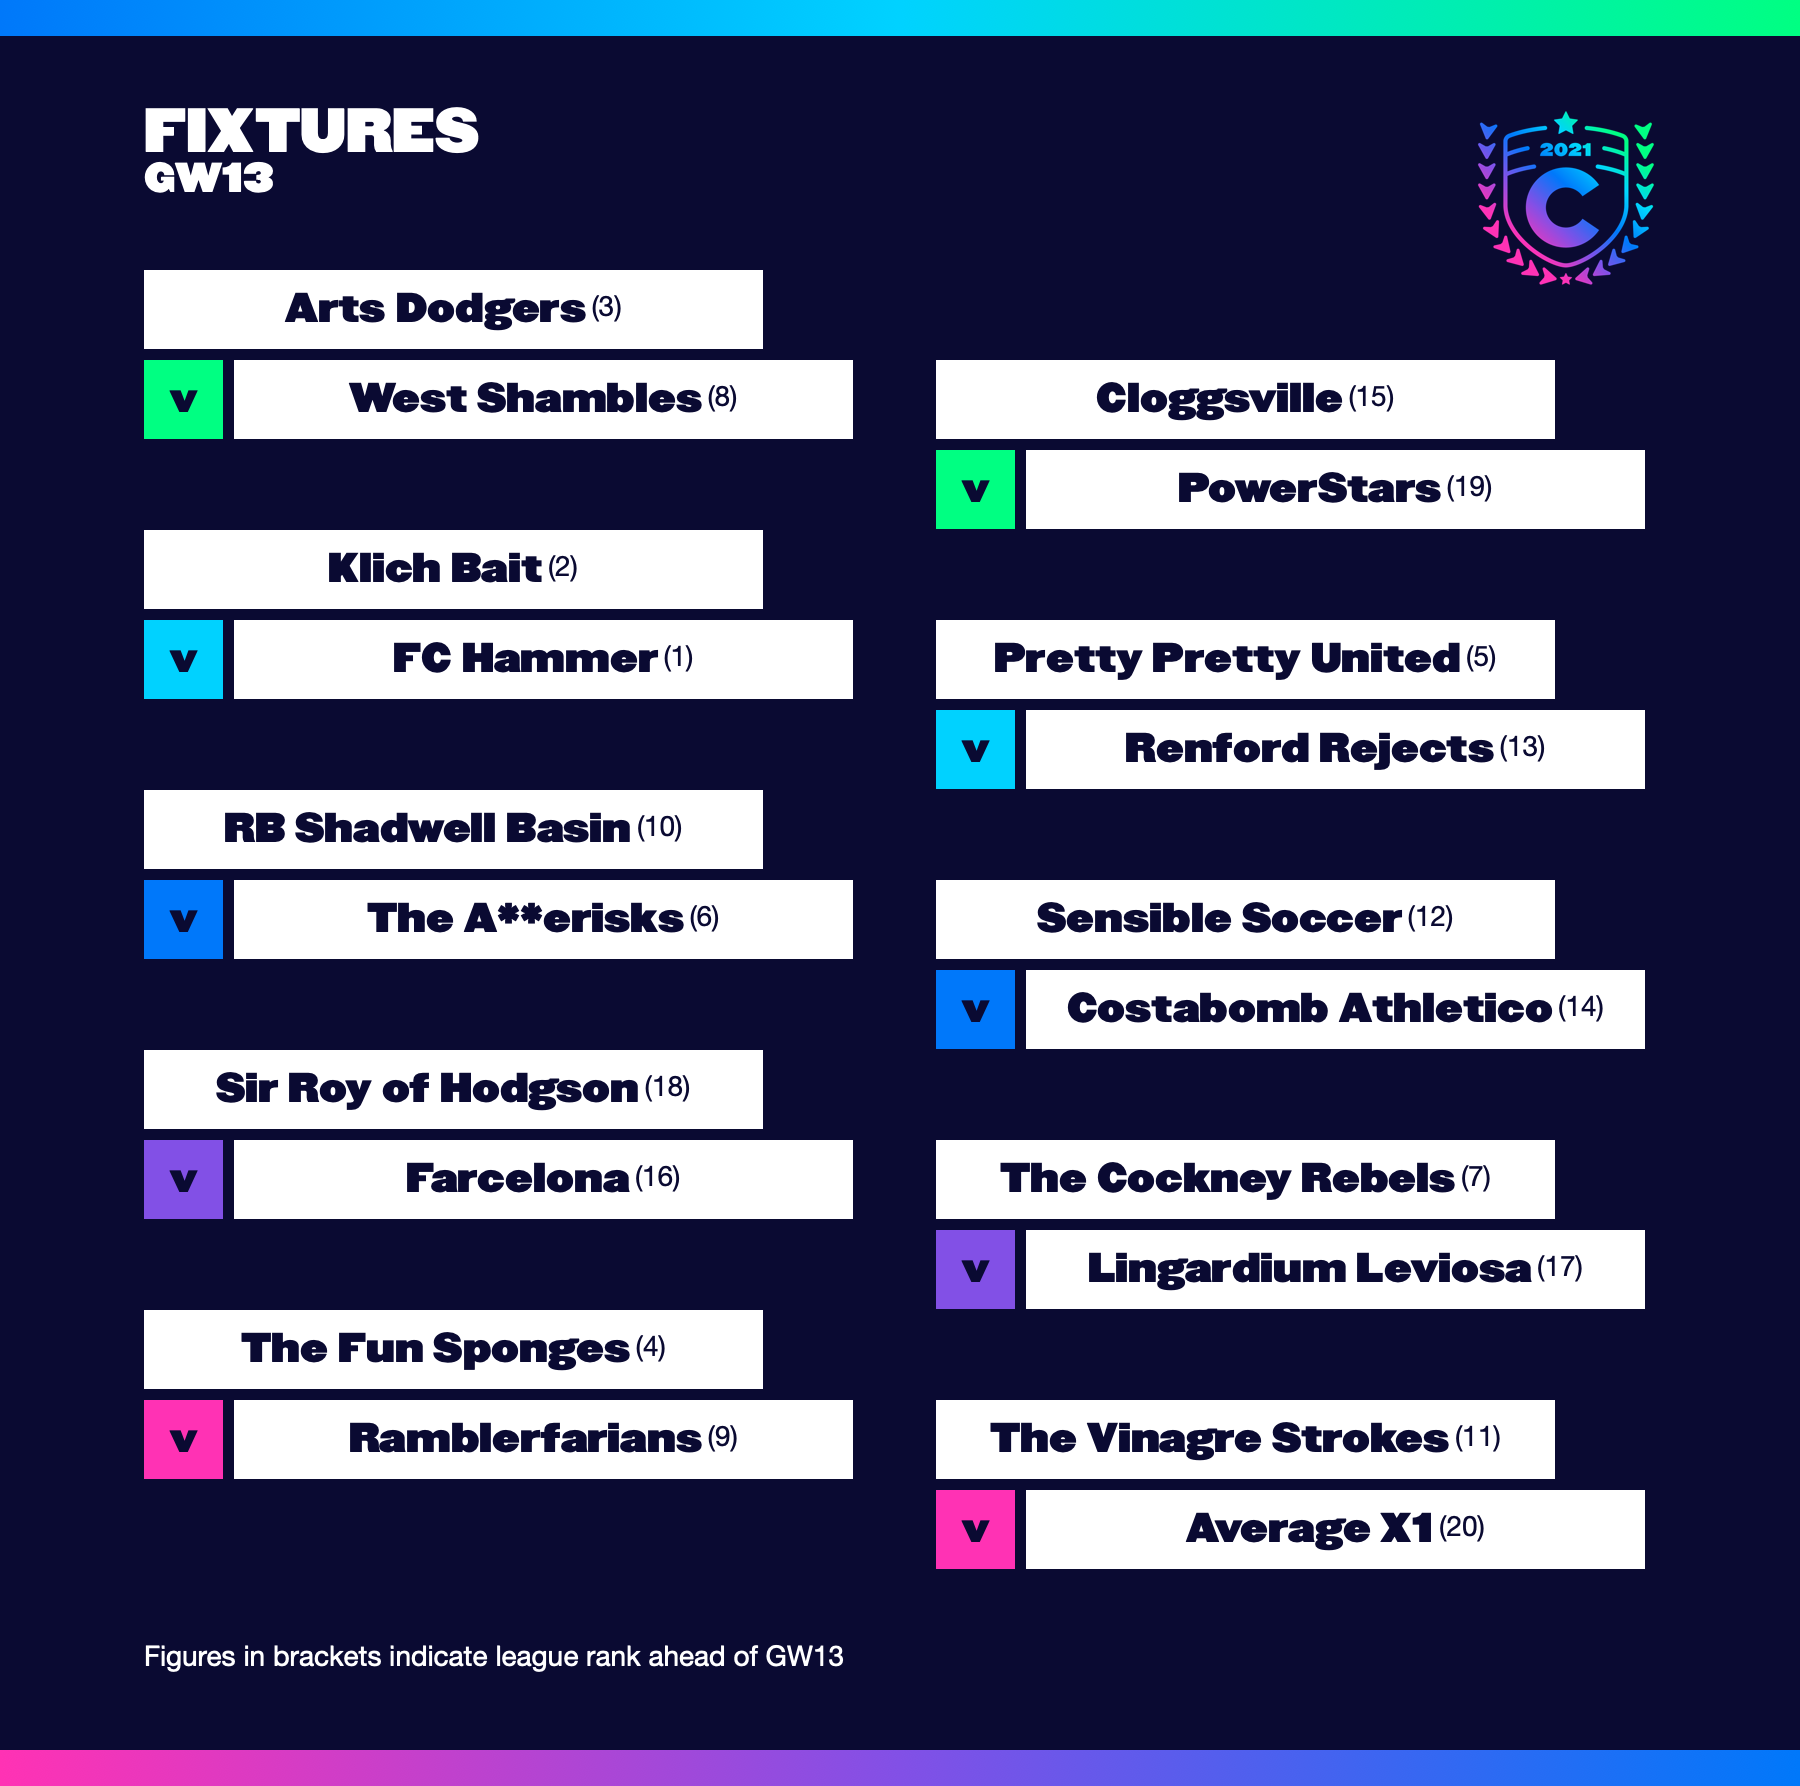 FIXTURES
GW13
2021
C
Arts Dodgers (3)
v West Shambles (8)
Klich Bait (2)
v FC Hammer (1)
RB Shadwell Basin (10)
v The A**erisks (6)
Sir Roy of Hodgson (18)
v Farcelona (16)
The Fun Sponges (4)
v Ramblerfarians (9)
Cloggsville (15)
v PowerStars (19)
Pretty Pretty United (5)
v Renford Rejects (13)
Sensible Soccer (12)
v Costabomb Athletico (14)
The Cockney Rebels (7)
v Lingardium Leviosa (17)
The Vinagre Strokes (11)
v Average X1 (20)
Figures in brackets indicate league rank ahead of GW13